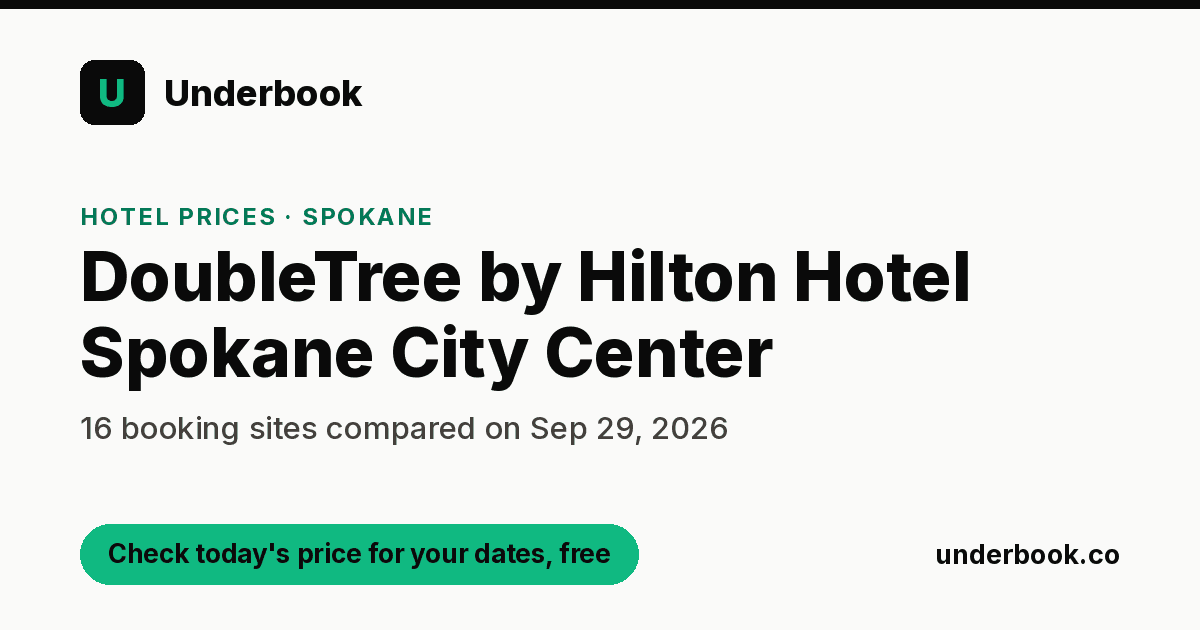 U Underbook
HOTEL PRICES · SPOKANE
DoubleTree by Hilton Hotel
Spokane City Center
16 booking sites compared on Sep 29, 2026
Check today's price for your dates, free
underbook.co